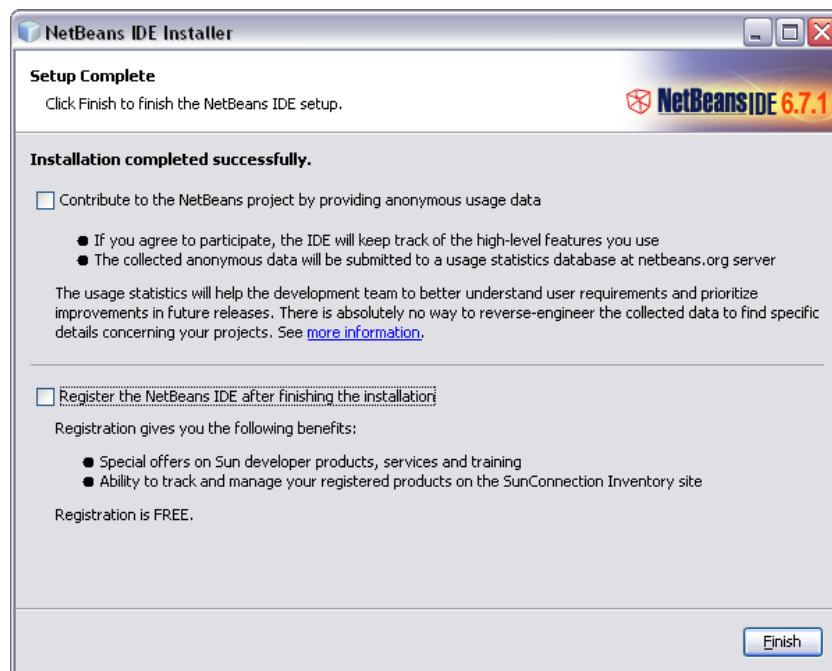 NetBeans IDE Installer
Setup Complete
Click Finish to finish the NetBeans IDE setup.
NetBeans IDE 6.7.1
Installation completed successfully.
Contribute to the NetBeans project by providing anonymous usage data
● If you agree to participate, the IDE will keep track of the high-level features you use
● The collected anonymous data will be submitted to a usage statistics database at netbeans.org server
The usage statistics will help the development team to better understand user requirements and prioritize
improvements in future releases. There is absolutely no way to reverse-engineer the collected data to find specific
details concerning your projects. See more information.
Register the NetBeans IDE after finishing the installation
Registration gives you the following benefits:
● Special offers on Sun developer products, services and training
● Ability to track and manage your registered products on the SunConnection Inventory site
Registration is FREE.
Finish